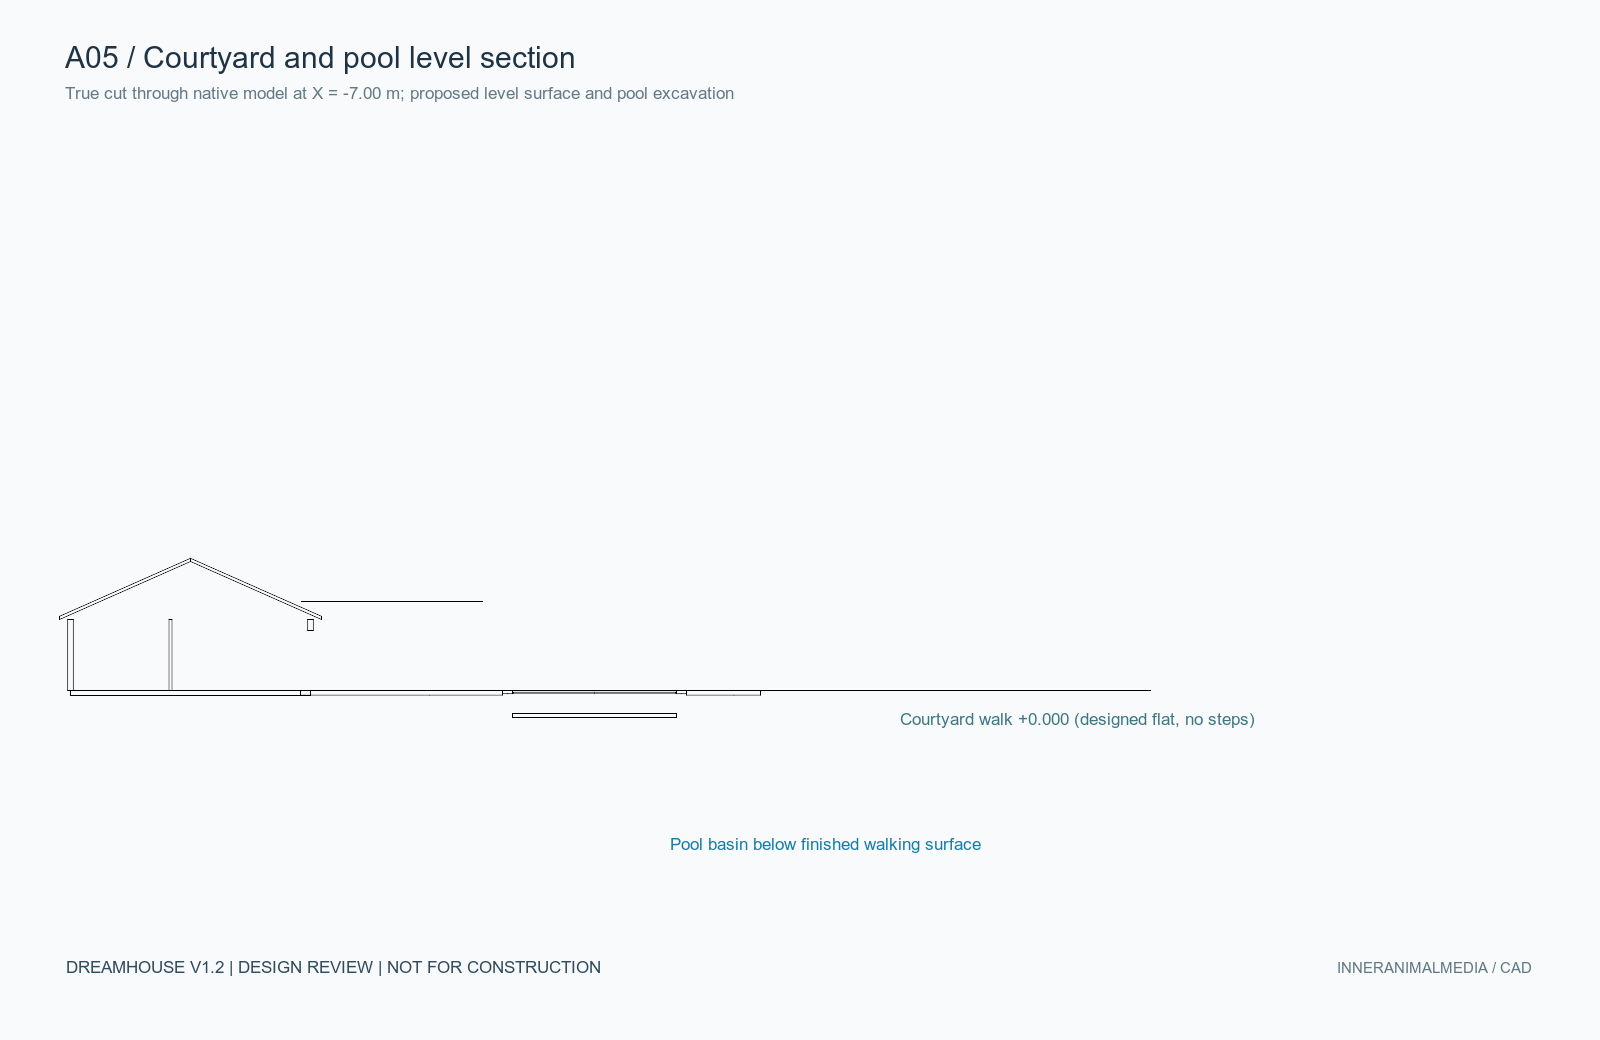 A05 / Courtyard and pool level section
True cut through native model at X = -7.00 m; proposed level surface and pool excavation
Courtyard walk +0.000 (designed flat, no steps)
Pool basin below finished walking surface
DREAMHOUSE V1.2 | DESIGN REVIEW | NOT FOR CONSTRUCTION
INNERANIMALMEDIA / CAD